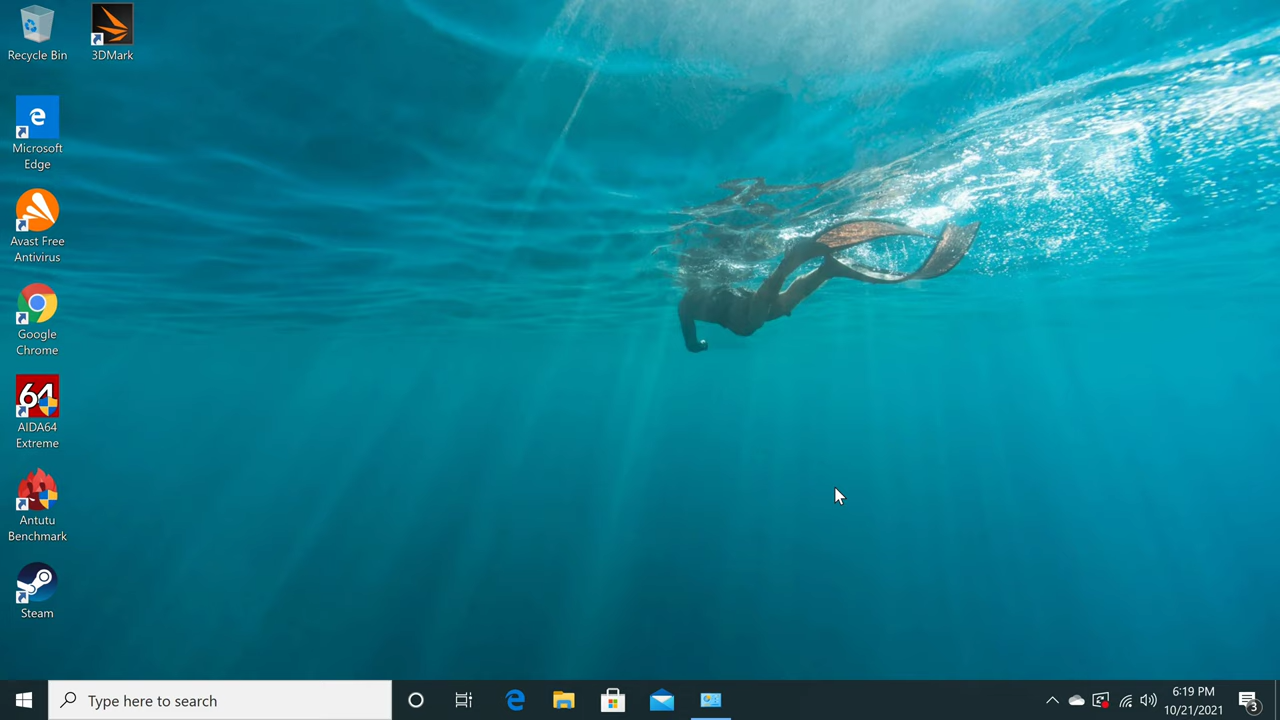 Recycle Bin
3DMark
Microsoft
Edge
Avast Free
Antivirus
Google
Chrome
64
AIDA64
Extreme
Antutu
Benchmark
Steam
Type here to search
6:19 PM
10/21/2021
3